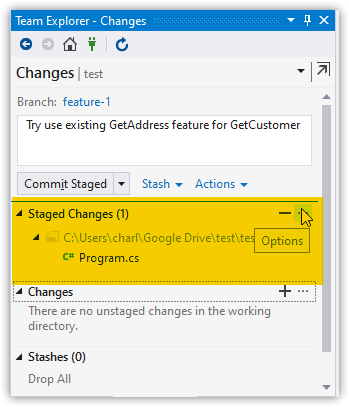 Team Explorer - Changes
Changes | test
Branch: feature-1
Try use existing GetAddress feature for GetCustomer
Commit Staged Stash Actions
Staged Changes (1)
C:\Users\charl\Google Drive\test\tes
Options
C# Program.cs
Changes
There are no unstaged changes in the working
directory.
Stashes (0)
Drop All